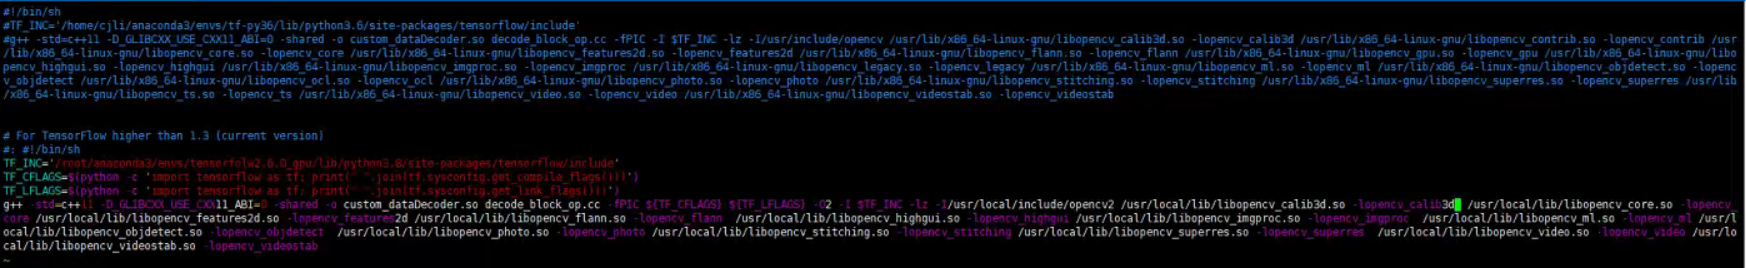 #!/bin/sh
#TF_INC='/home/cjli/anaconda3/envs/tf-py36/lib/python3.6/site-packages/tensorflow/include'
#g++ -std=c++11 -D_GLIBCXX_USE_CXX11_ABI=0 -shared -o custom_dataDecoder.so decode_block_op.cc -fPIC -I $TF_INC -lz -I/usr/include/opencv /usr/lib/x86_64-linux-gnu/libopencv_calib3d.so -lopencv_calib3d /usr/lib/x86_64-linux-gnu/libopencv_contrib.so -lopencv_contrib /usr
/lib/x86_64-linux-gnu/libopencv_core.so -lopencv_core /usr/lib/x86_64-linux-gnu/libopencv_features2d.so -lopencv_features2d /usr/lib/x86_64-linux-gnu/libopencv_flann.so -lopencv_flann /usr/lib/x86_64-linux-gnu/libopencv_gpu.so -lopencv_gpu /usr/lib/x86_64-linux-gnu/libo
pencv_highgui.so -lopencv_highgui /usr/lib/x86_64-linux-gnu/libopencv_imgproc.so -lopencv_imgproc /usr/lib/x86_64-linux-gnu/libopencv_legacy.so -lopencv_legacy /usr/lib/x86_64-linux-gnu/libopencv_ml.so -lopencv_ml /usr/lib/x86_64-linux-gnu/libopencv_objdetect.so -lopenc
v_objdetect /usr/lib/x86_64-linux-gnu/libopencv_ocl.so -lopencv_ocl /usr/lib/x86_64-linux-gnu/libopencv_photo.so -lopencv_photo /usr/lib/x86_64-linux-gnu/libopencv_stitching.so -lopencv_stitching /usr/lib/x86_64-linux-gnu/libopencv_superres.so -lopencv_superres /usr/lib
/x86_64-linux-gnu/libopencv_ts.so -lopencv_ts /usr/lib/x86_64-linux-gnu/libopencv_video.so -lopencv_video /usr/lib/x86_64-linux-gnu/libopencv_videostab.so -lopencv_videostab
# For TensorFlow higher than 1.3 (current version)
#: #!/bin/sh
TF_INC='/root/anaconda3/envs/tensorfolw2.6.0_gpu/lib/python3.8/site-packages/tensorflow/include'
TF_CFLAGS=$(python -c 'import tensorflow as tf; print(" ".join(tf.sysconfig.get_compile_flags()))')
TF_LFLAGS=$(python -c 'import tensorflow as tf; print(" ".join(tf.sysconfig.get_link_flags()))')
g++ -std=c++11 -D_GLIBCXX_USE_CXX11_ABI=0 -shared -o custom_dataDecoder.so decode_block_op.cc -fPIC ${TF_CFLAGS} ${TF_LFLAGS} -O2 -I $TF_INC -lz -I/usr/local/include/opencv2 /usr/local/lib/libopencv_calib3d.so -lopencv_calib3d /usr/local/lib/libopencv_core.so -lopencv_
core /usr/local/lib/libopencv_features2d.so -lopencv_features2d /usr/local/lib/libopencv_flann.so -lopencv_flann /usr/local/lib/libopencv_highgui.so -lopencv_highgui /usr/local/lib/libopencv_imgproc.so -lopencv_imgproc /usr/local/lib/libopencv_ml.so -lopencv_ml /usr/l
ocal/lib/libopencv_objdetect.so -lopencv_objdetect /usr/local/lib/libopencv_photo.so -lopencv_photo /usr/local/lib/libopencv_stitching.so -lopencv_stitching /usr/local/lib/libopencv_superres.so -lopencv_superres /usr/local/lib/libopencv_video.so -lopencv_video /usr/lo
cal/lib/libopencv_videostab.so -lopencv_videostab
~